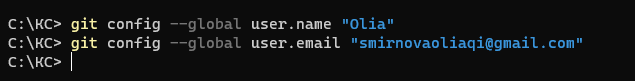 C:\KC> git config --global user.name "Olia"
C:\KC> git config --global user.email "smirnovaoliaqi@gmail.com"
C:\KC>